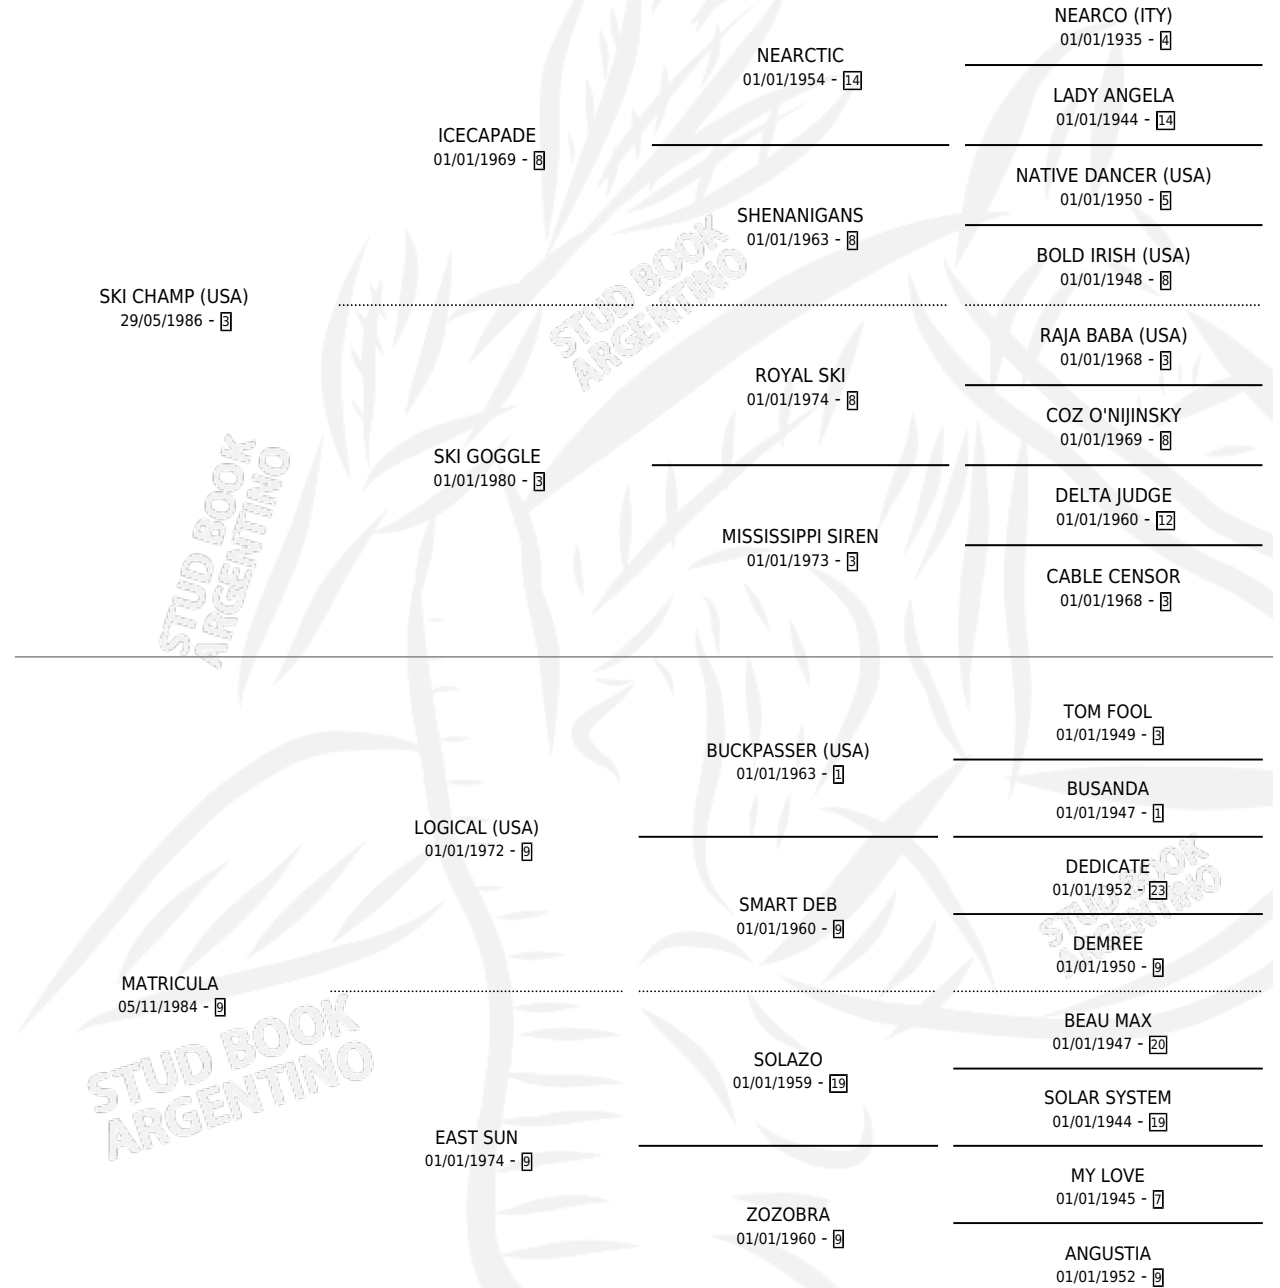 NEARCO (ITY)
01/01/1935 - 4
NEARCTIC
01/01/1954 - 14
LADY ANGELA
01/01/1944 - 14
ICECAPADE
01/01/1969 - 8
NATIVE DANCER (USA)
01/01/1950 - 5
SHENANIGANS
01/01/1963 - 8
BOLD IRISH (USA)
01/01/1948 - 8
SKI CHAMP (USA)
29/05/1986 - 3
RAJA BABA (USA)
01/01/1968 - 3
ROYAL SKI
01/01/1974 - 8
COZ O'NIJINSKY
01/01/1969 - 8
SKI GOGGLE
01/01/1980 - 3
DELTA JUDGE
01/01/1960 - 12
MISSISSIPPI SIREN
01/01/1973 - 3
CABLE CENSOR
01/01/1968 - 3
TOM FOOL
01/01/1949 - 3
BUCKPASSER (USA)
01/01/1963 - 1
BUSANDA
01/01/1947 - 1
LOGICAL (USA)
01/01/1972 - 9
DEDICATE
01/01/1952 - 23
SMART DEB
01/01/1960 - 9
DEMREE
01/01/1950 - 9
MATRICULA
05/11/1984 - 9
BEAU MAX
01/01/1947 - 20
SOLAZO
01/01/1959 - 19
SOLAR SYSTEM
01/01/1944 - 19
EAST SUN
01/01/1974 - 9
MY LOVE
01/01/1945 - 7
ZOZOBRA
01/01/1960 - 9
ANGUSTIA
01/01/1952 - 9
STUD BOOK
ARGENTINO
STUD BOOK
ARGENTINO
STUD BOOK
ARGENTINO
STUD BOOK
ARGENTINO